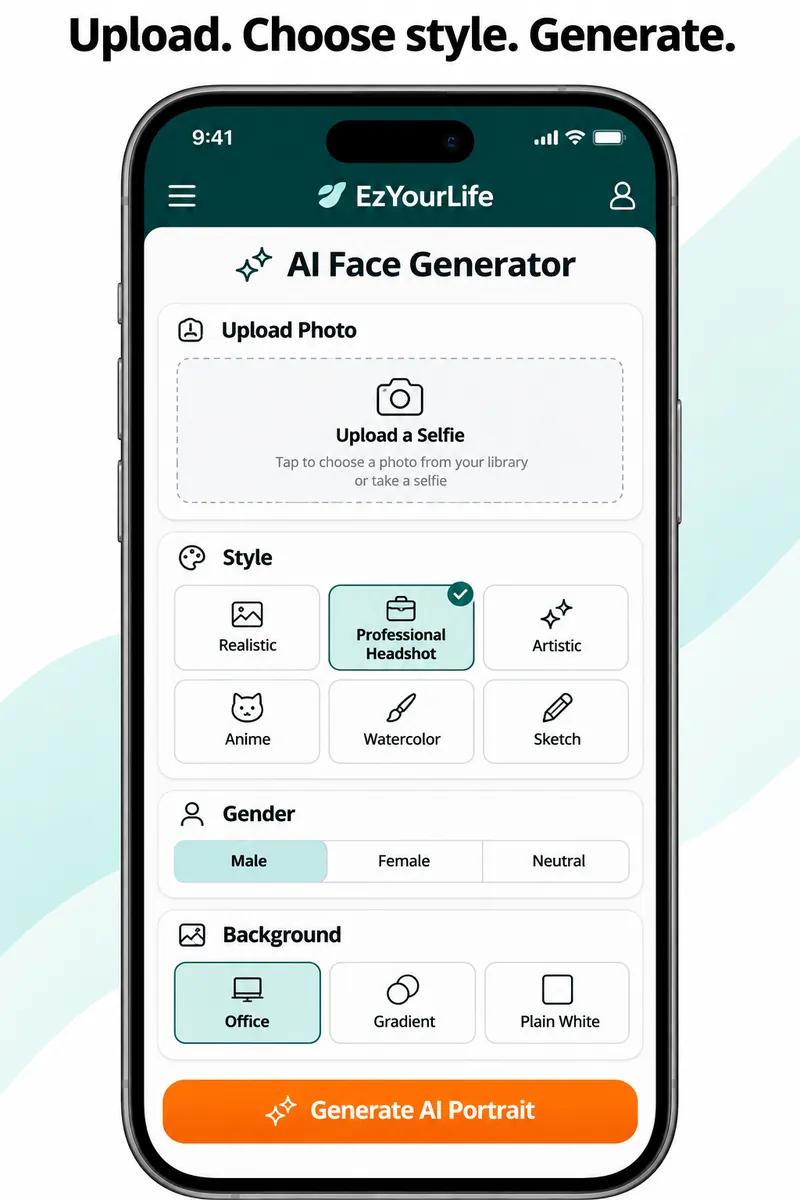 Upload. Choose style. Generate.
9:41
EzYourLife
AI Face Generator
Upload Photo
Upload a Selfie
Tap to choose a photo from your library
or take a selfie
Style
Realistic
Professional
Headshot
Artistic
Anime
Watercolor
Sketch
Gender
Male
Female
Neutral
Background
Office
Gradient
Plain White
Generate AI Portrait